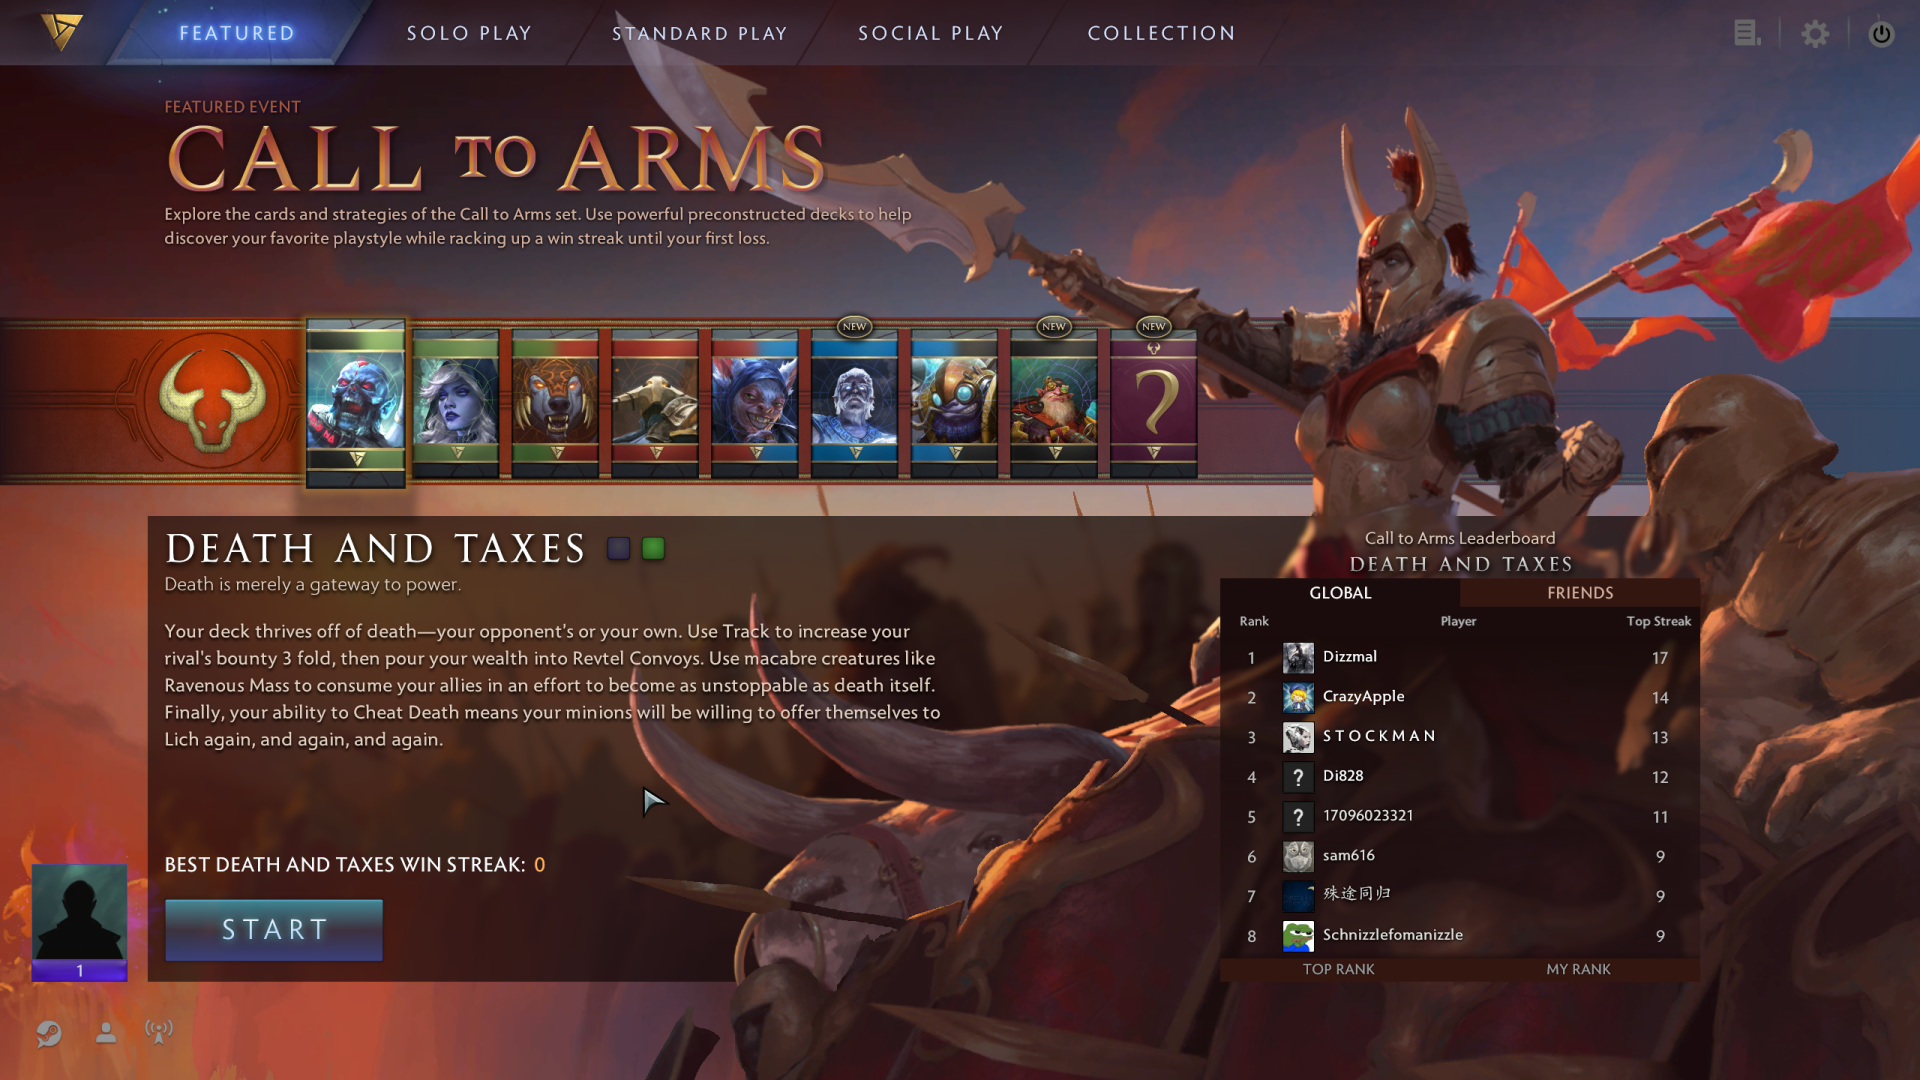 FEATURED
SOLO PLAY
STANDARD PLAY
SOCIAL PLAY
COLLECTION
FEATURED EVENT
CALL TO ARMS
Explore the cards and strategies of the Call to Arms set. Use powerful preconstructed decks to help
discover your favorite playstyle while racking up a win streak until your first loss.
NEW
NEW
NEW
?
DEATH AND TAXES
Death is merely a gateway to power.
Your deck thrives off of death—your opponent's or your own. Use Track to increase your
rival's bounty 3 fold, then pour your wealth into Revtel Convoys. Use macabre creatures like
Ravenous Mass to consume your allies in an effort to become as unstoppable as death itself.
Finally, your ability to Cheat Death means your minions will be willing to offer themselves to
Lich again, and again, and again.
BEST DEATH AND TAXES WIN STREAK: 0
START
1
Call to Arms Leaderboard
DEATH AND TAXES
GLOBAL FRIENDS
Rank Player Top Streak
1 Dizzmal 17
2 CrazyApple 14
3 S T O C K M A N 13
4 ? Di828 12
5 ? 17096023321 11
6 sam616 9
7 殊途同归 9
8 Schnizzlefomanizzle 9
TOP RANK MY RANK